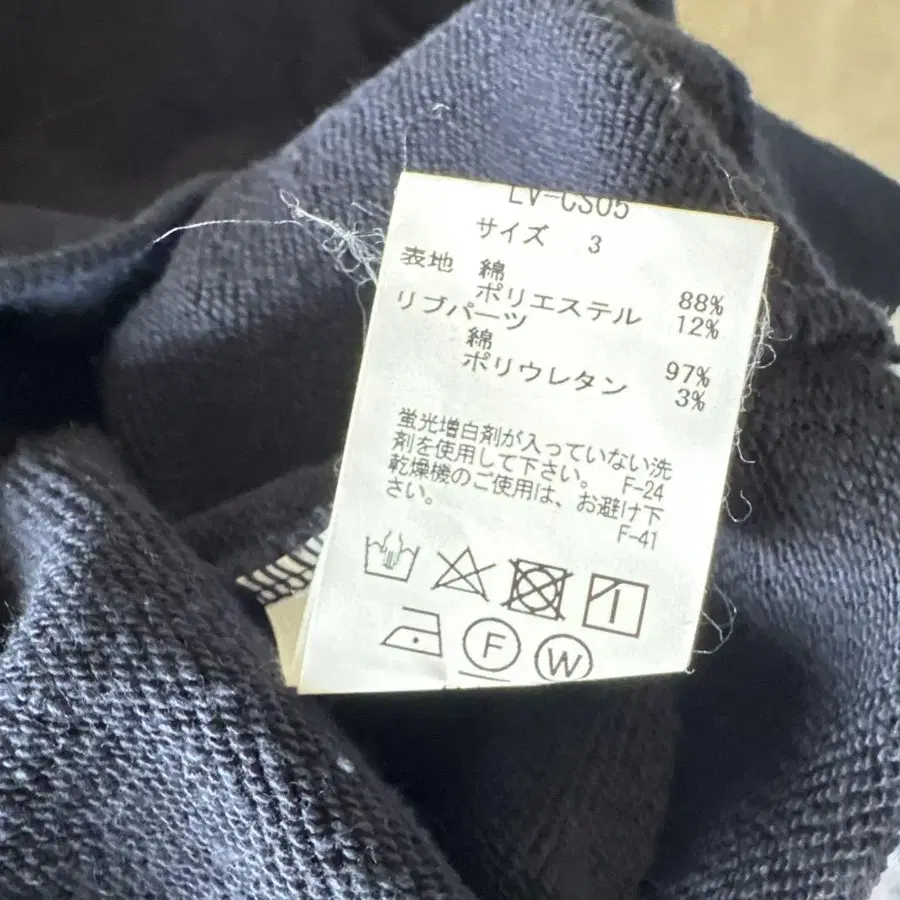 LV-CS05
サイズ 3
表地 綿 88%
ポリエステル 12%
リブパーツ
綿 97%
ポリウレタン 3%
蛍光増白剤が入っていない洗
剤を使用して下さい。 F-24
乾燥機のご使用は、お避け下
さい。 F-41
F W